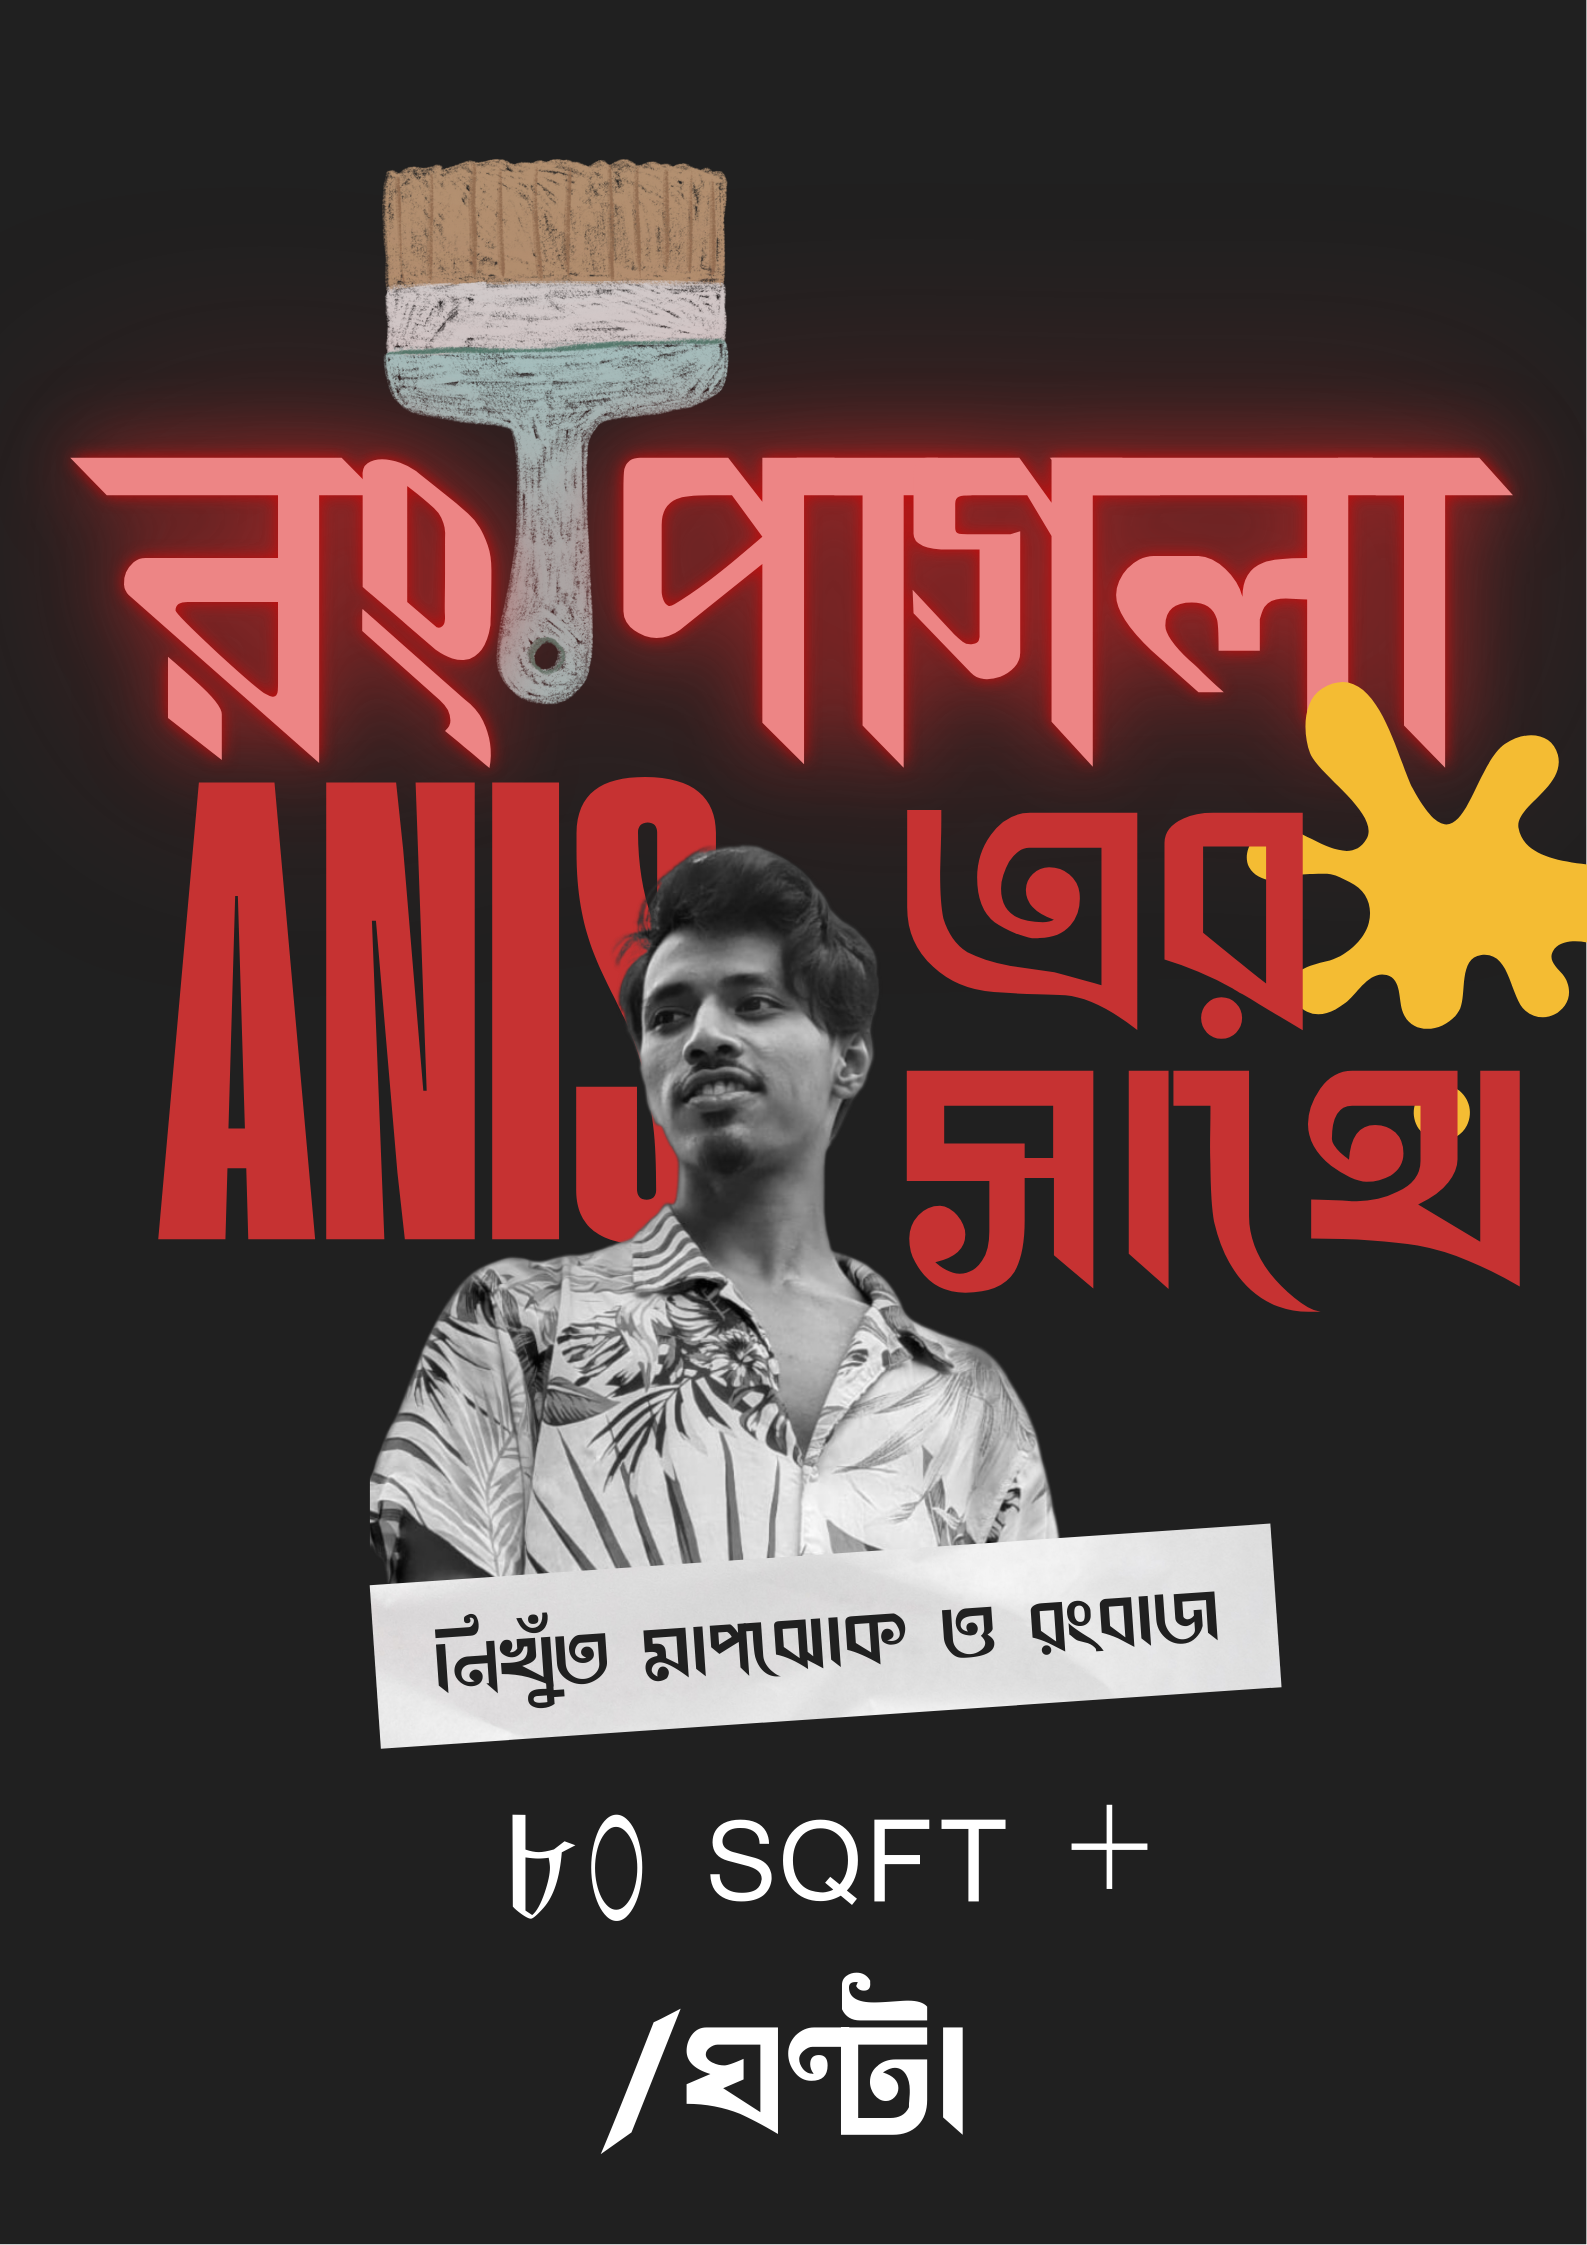 রং পাগলা
ANIS এর
সাথে
নিখুঁত মাপঝোক ও রংবাজ
৮০ SQFT +
/ঘণ্টা